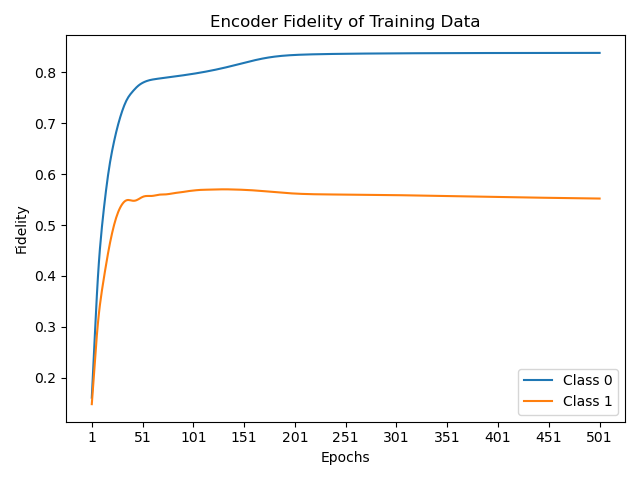 Encoder Fidelity of Training Data
Fidelity
0.8
0.7
0.6
0.5
0.4
0.3
0.2
Class 0
Class 1
1 51 101 151 201 251 301 351 401 451 501
Epochs